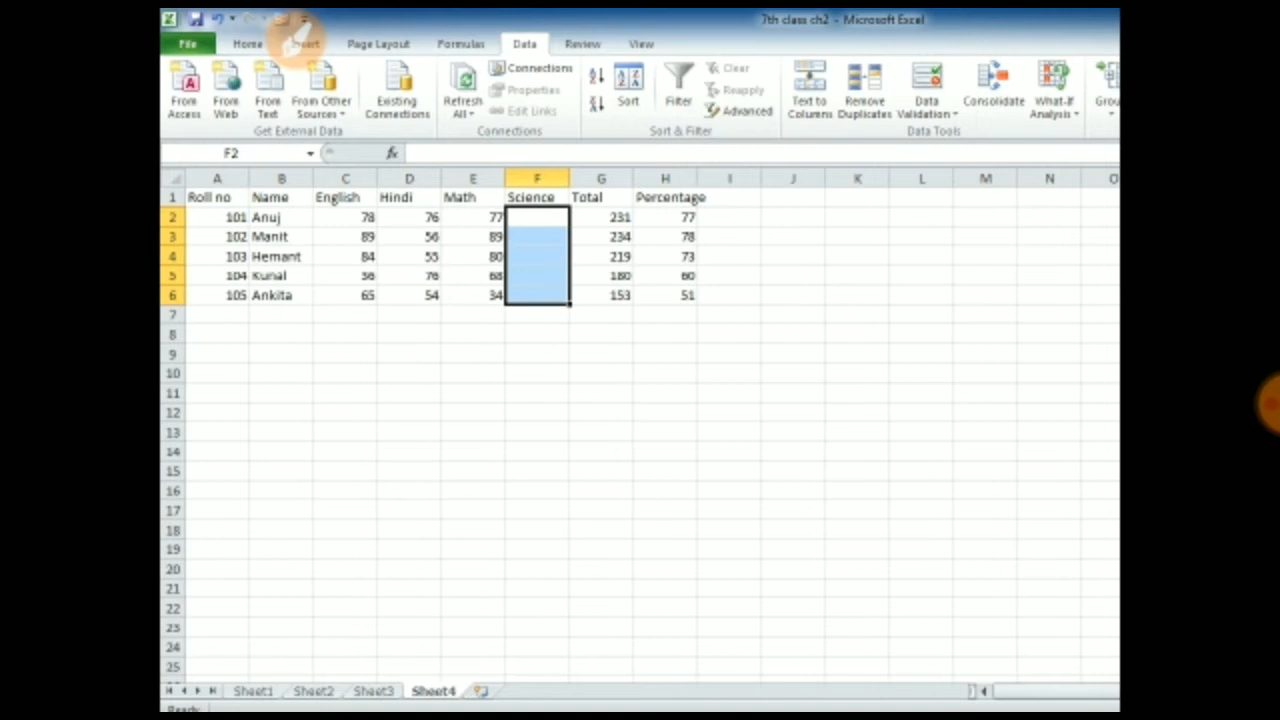 7th class ch2 - Microsoft Excel
File Home Insert Page Layout Formulas Data Review View
From Access From Web From Text From Other Sources Existing Connections Refresh All Connections Properties Edit Links Sort Filter Clear Reapply Advanced Text to Columns Remove Duplicates Data Validation Consolidate What-If Analysis Grou
Get External Data Connections Sort & Filter Data Tools
F2 fx
A B C D E F G H I J K L M N O
1 Roll no Name English Hindi Math Science Total Percentage
2 101 Anuj 78 76 77 231 77
3 102 Manit 89 56 89 234 78
4 103 Hemant 84 55 80 219 73
5 104 Kunal 36 76 68 180 60
6 105 Ankita 65 54 34 153 51
7
8
9
10
11
12
13
14
15
16
17
18
19
20
21
22
23
24
25
Sheet1 Sheet2 Sheet3 Sheet4
Ready